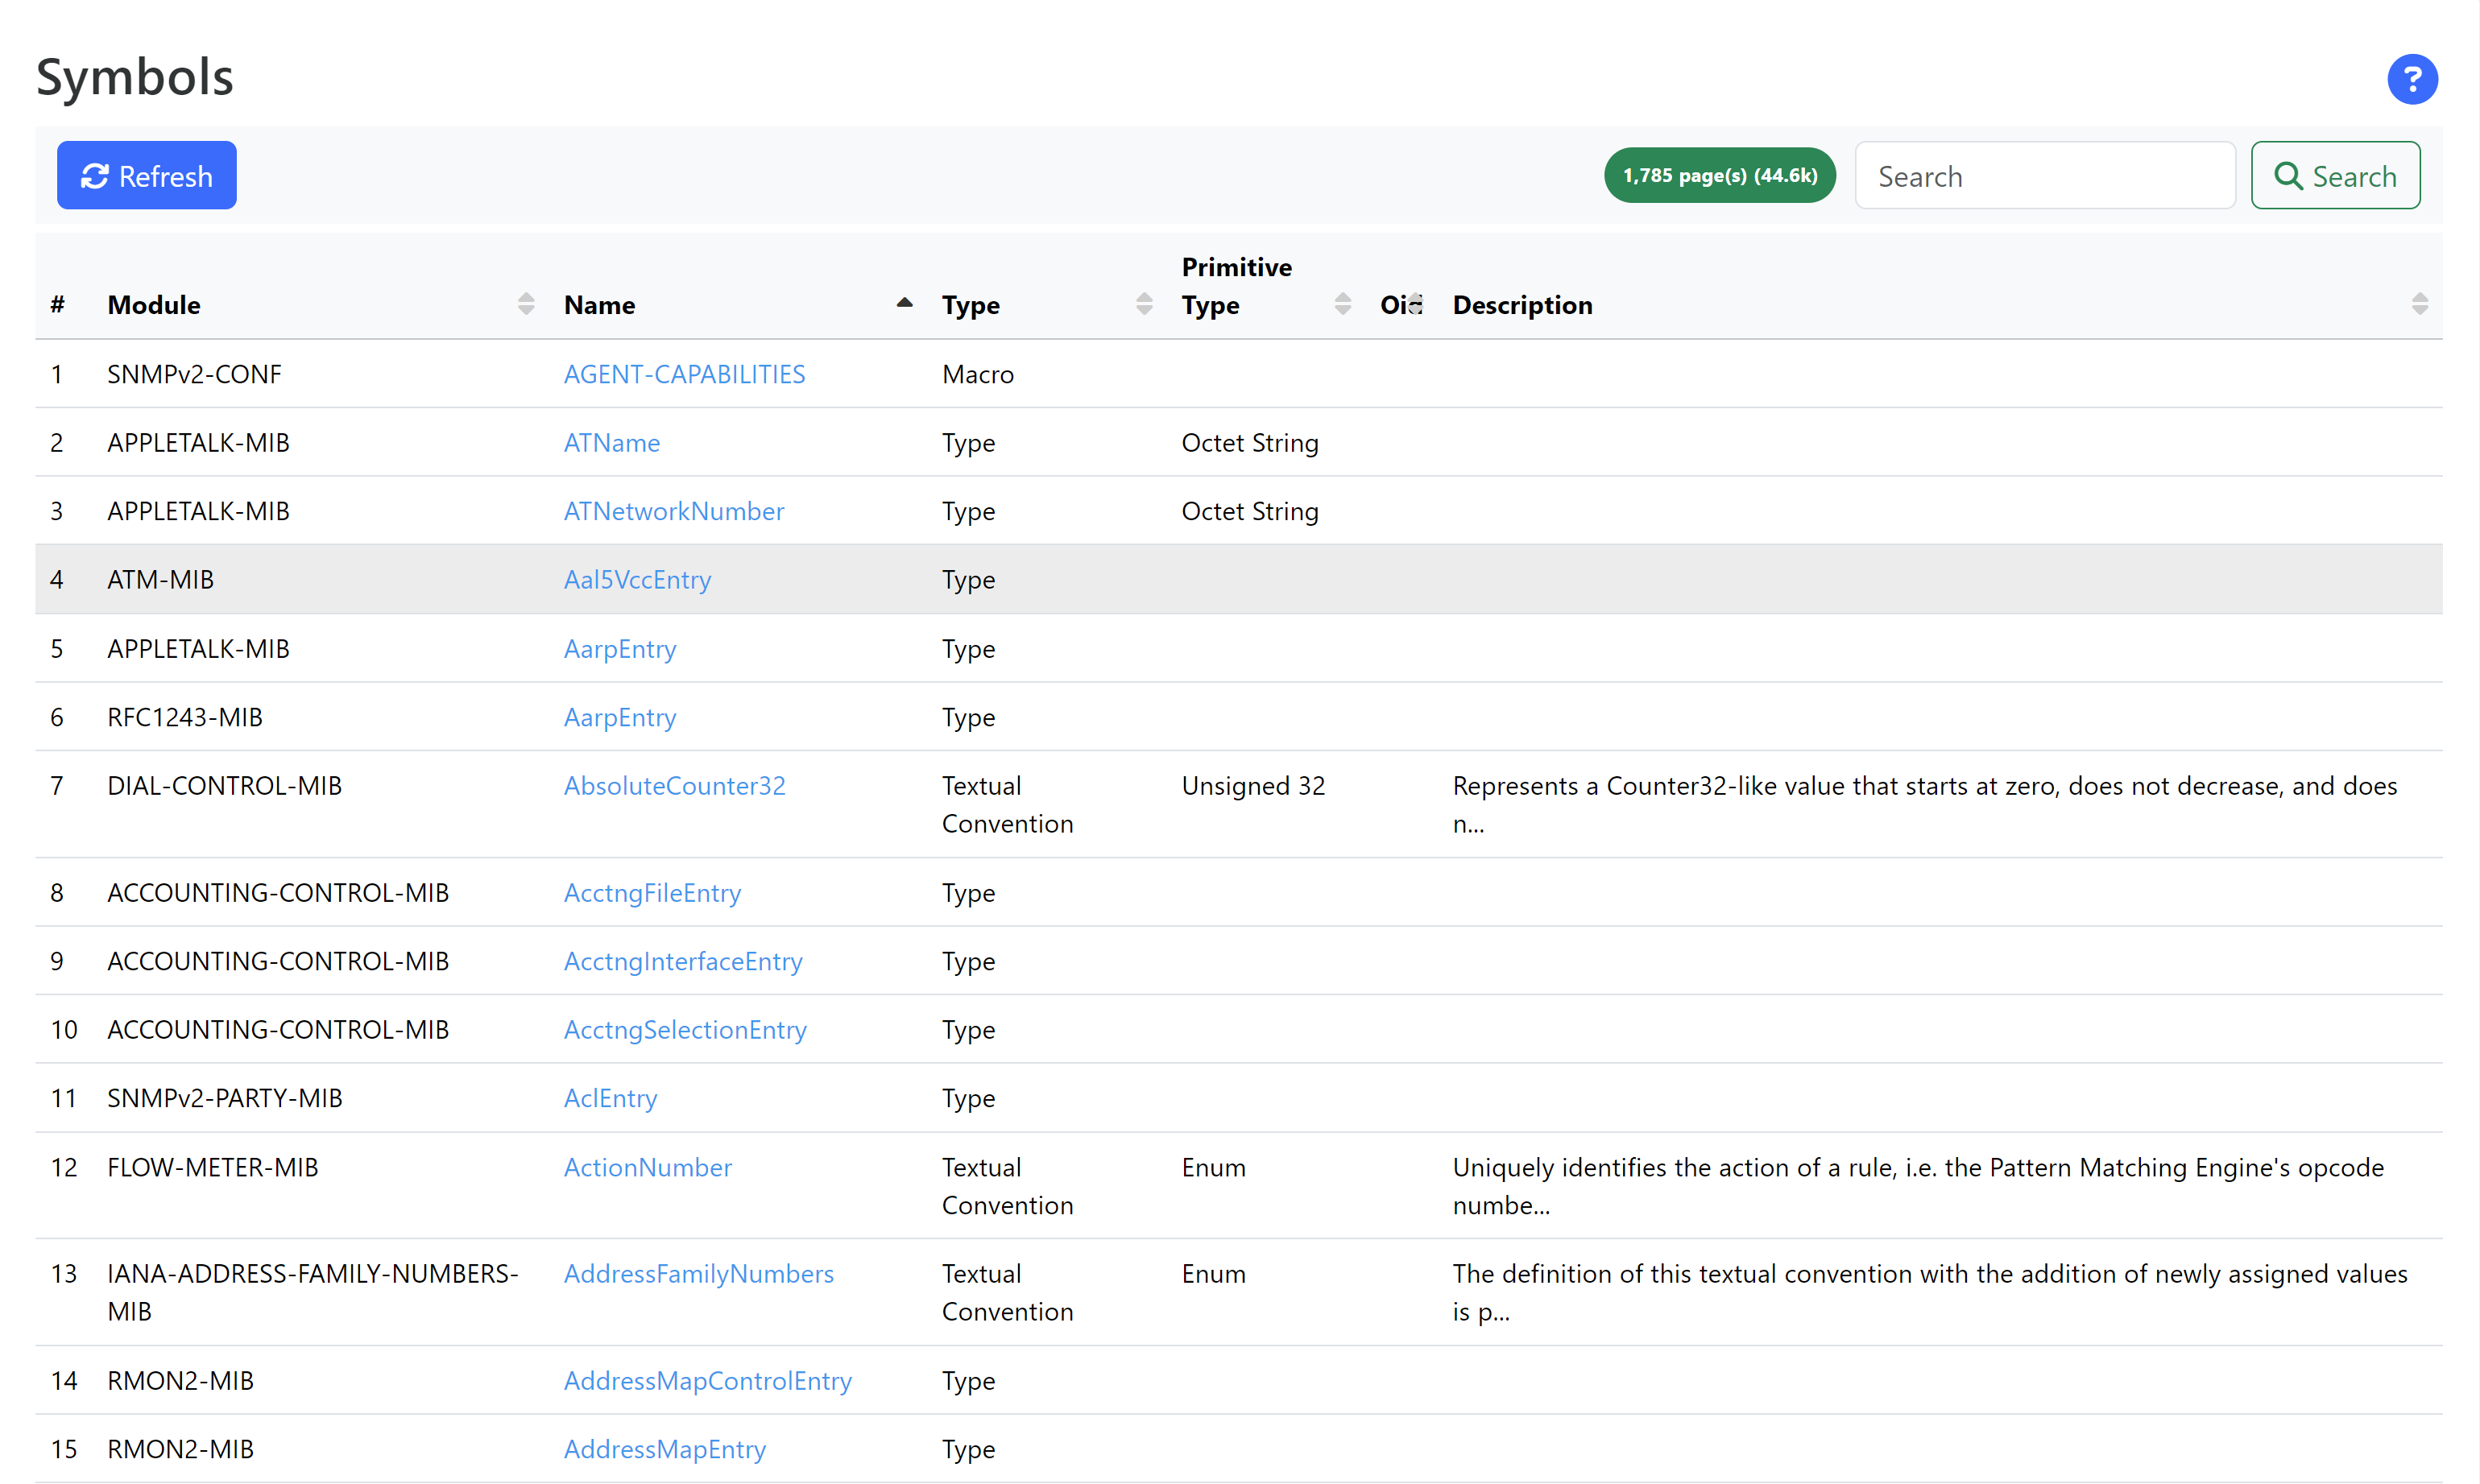 Symbols
?
Refresh
1,785 page(s) (44.6k)
Search
Search
# Module Name Type Primitive Type Oid Description
1 SNMPv2-CONF AGENT-CAPABILITIES Macro
2 APPLETALK-MIB ATName Type Octet String
3 APPLETALK-MIB ATNetworkNumber Type Octet String
4 ATM-MIB Aal5VccEntry Type
5 APPLETALK-MIB AarpEntry Type
6 RFC1243-MIB AarpEntry Type
7 DIAL-CONTROL-MIB AbsoluteCounter32 Textual Convention Unsigned 32 Represents a Counter32-like value that starts at zero, does not decrease, and does n...
8 ACCOUNTING-CONTROL-MIB AcctngFileEntry Type
9 ACCOUNTING-CONTROL-MIB AcctngInterfaceEntry Type
10 ACCOUNTING-CONTROL-MIB AcctngSelectionEntry Type
11 SNMPv2-PARTY-MIB AclEntry Type
12 FLOW-METER-MIB ActionNumber Textual Convention Enum Uniquely identifies the action of a rule, i.e. the Pattern Matching Engine's opcode numbe...
13 IANA-ADDRESS-FAMILY-NUMBERS-MIB AddressFamilyNumbers Textual Convention Enum The definition of this textual convention with the addition of newly assigned values is p...
14 RMON2-MIB AddressMapControlEntry Type
15 RMON2-MIB AddressMapEntry Type